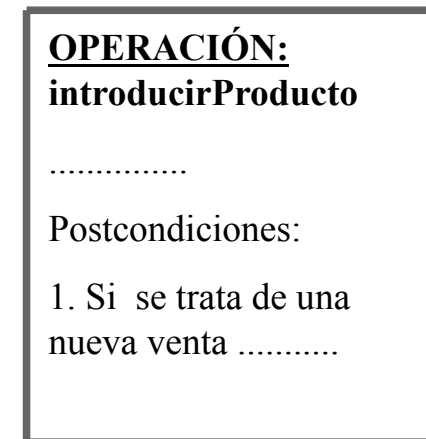 OPERACIÓN:
introducirProducto
...............
Postcondiciones:
1. Si se trata de una
nueva venta ...........